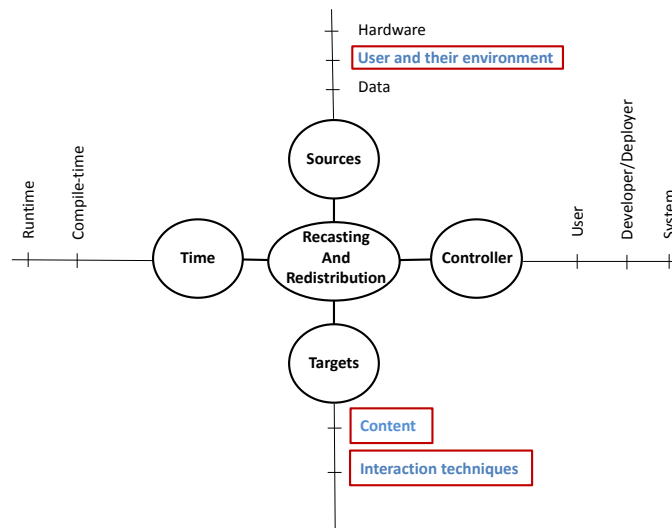 Hardware
User and their environment
Data
Sources
Runtime
Compile-time
Time
Recasting
And
Redistribution
Controller
User
Developer/Deployer
System
Targets
Content
Interaction techniques